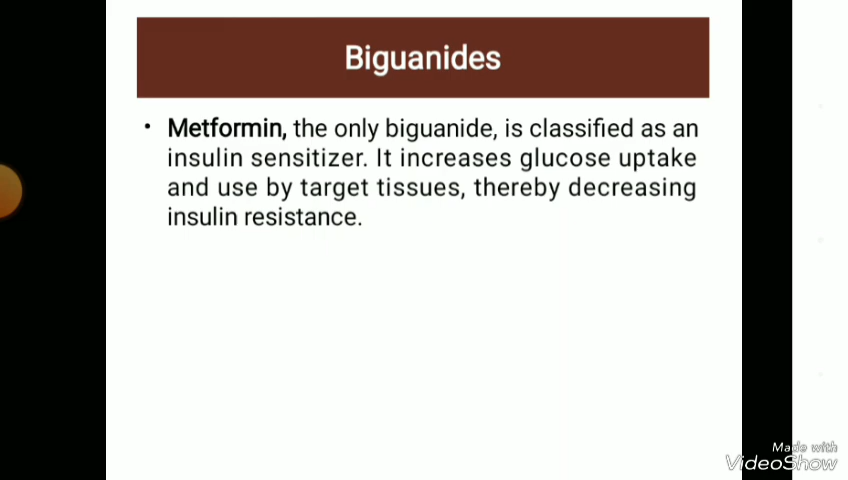 Biguanides
• Metformin, the only biguanide, is classified as an
insulin sensitizer. It increases glucose uptake
and use by target tissues, thereby decreasing
insulin resistance.
Made with
VideoShow